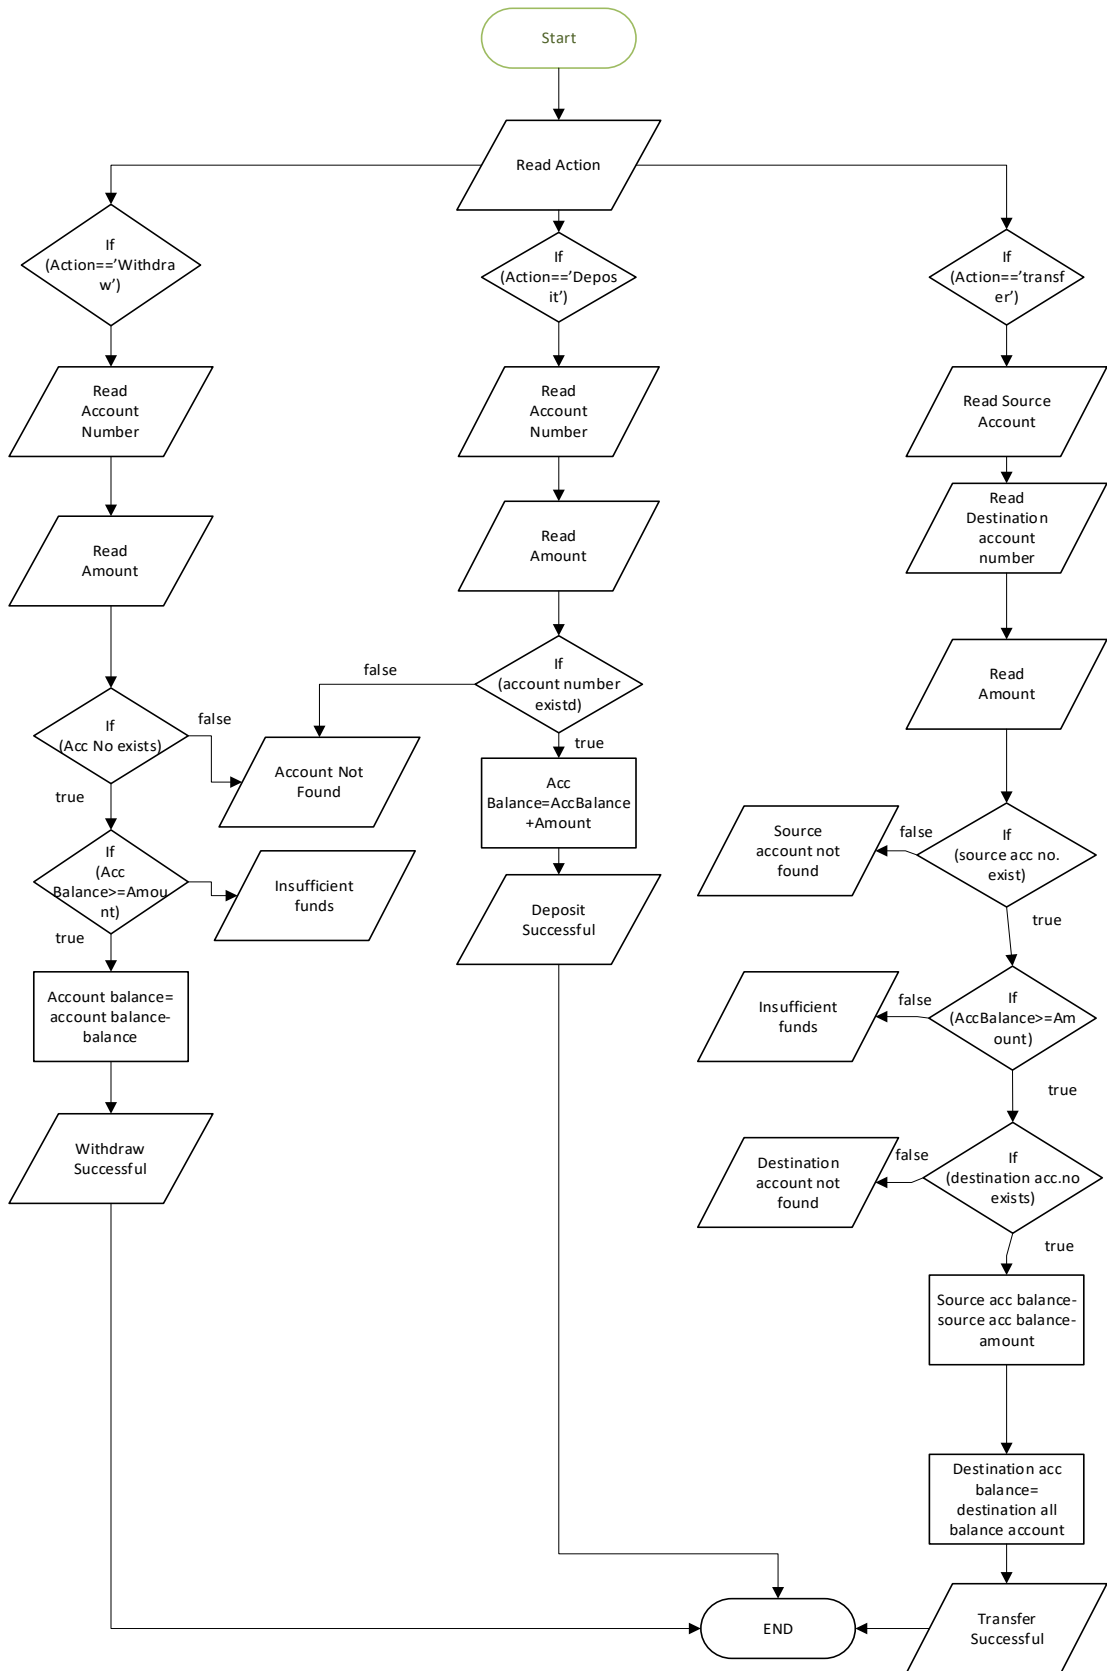 Start
Read Action
If
(Action=='Withdra
w')
If
(Action=='Depos
it')
If
(Action=='transf
er')
Read
Account
Number
Read
Account
Number
Read Source
Account
Read
Destination
account
number
Read
Amount
Read
Amount
Read
Amount
If
(Acc No exists)
false
true
false
If
(account number
existd)
true
Account Not
Found
Acc
Balance=AccBalance
+Amount
Source
account not
found
false
If
(source acc no.
exist)
true
If
(Acc
Balance>=Amou
nt)
true
Insufficient
funds
Deposit
Successful
Account balance=
account balance-
balance
Insufficient
funds
false
If
(AccBalance>=Am
ount)
true
Withdraw
Successful
Destination
account not
found
false
If
(destination acc.no
exists)
true
Source acc balance-
source acc balance-
amount
Destination acc
balance=
destination all
balance account
END
Transfer
Successful